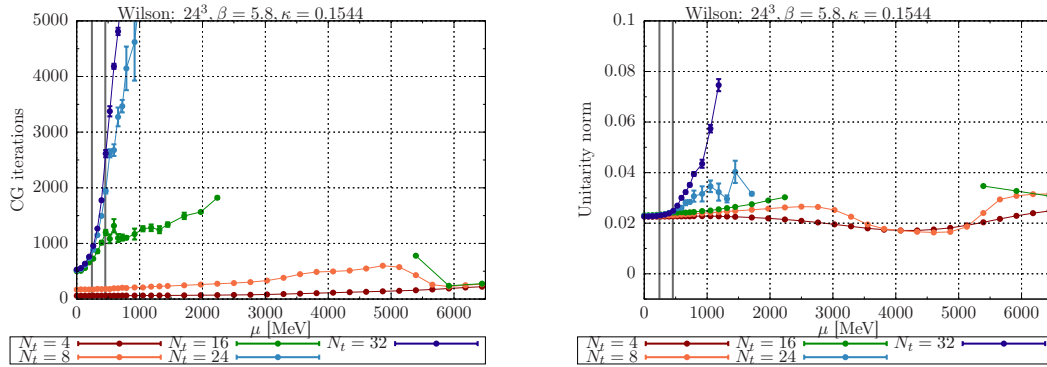 Wilson: 24³, β = 5.8, κ = 0.1544
CG iterations
5000
4000
3000
2000
1000
0
0 1000 2000 3000 4000 5000 6000
μ [MeV]
N_t = 4 N_t = 16 N_t = 32
N_t = 8 N_t = 24
Wilson: 24³, β = 5.8, κ = 0.1544
Unitarity norm
0.1
0.08
0.06
0.04
0.02
0
0 1000 2000 3000 4000 5000 6000
μ [MeV]
N_t = 4 N_t = 16 N_t = 32
N_t = 8 N_t = 24